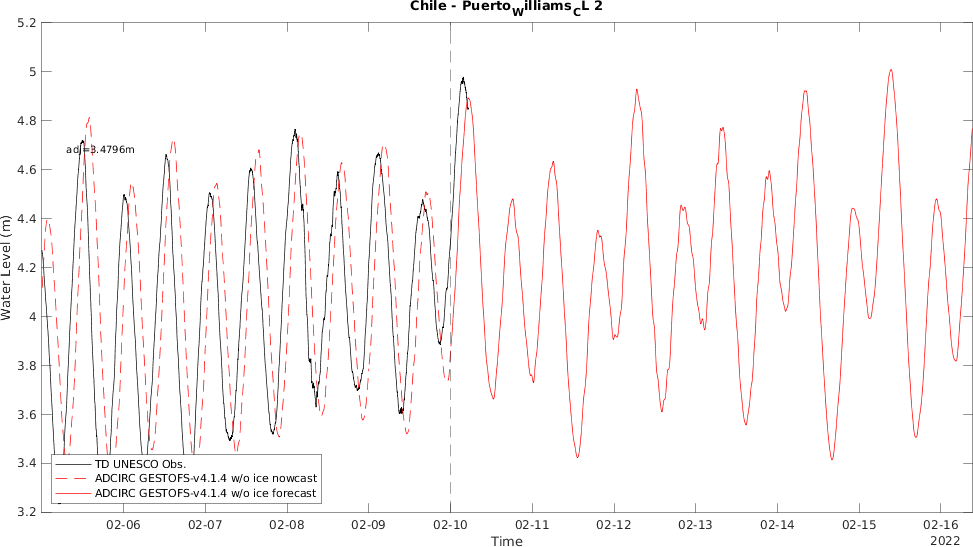 Chile - PuertoWilliamsCL 2
5.2
5
4.8
4.6
4.4
4.2
4
3.8
3.6
3.4
3.2
Water Level (m)
adj=3.4796m
TD UNESCO Obs.
ADCIRC GESTOFS-v4.1.4 w/o ice nowcast
ADCIRC GESTOFS-v4.1.4 w/o ice forecast
02-06 02-07 02-08 02-09 02-10 02-11 02-12 02-13 02-14 02-15 02-16
Time
2022